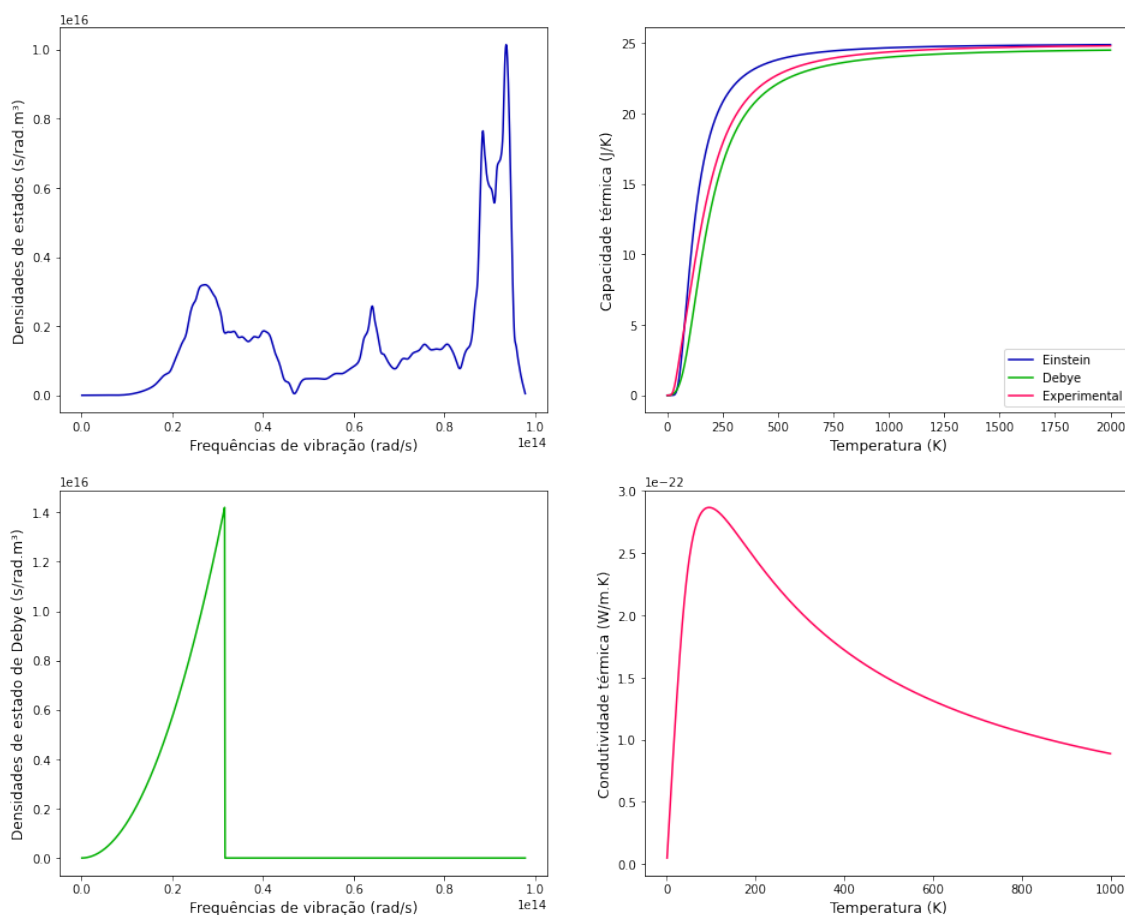 1e16
Densidades de estados (s/rad.m³)
1.0
0.8
0.6
0.4
0.2
0.0
0.0 0.2 0.4 0.6 0.8 1.0
1e14
Frequências de vibração (rad/s)
Capacidade térmica (J/K)
25
20
15
10
5
0
Einstein
Debye
Experimental
0 250 500 750 1000 1250 1500 1750 2000
Temperatura (K)
1e16
Densidades de estado de Debye (s/rad.m³)
1.4
1.2
1.0
0.8
0.6
0.4
0.2
0.0
0.0 0.2 0.4 0.6 0.8 1.0
1e14
Frequências de vibração (rad/s)
1e−22
Condutividade térmica (W/m.K)
3.0
2.5
2.0
1.5
1.0
0.5
0.0
0 200 400 600 800 1000
Temperatura (K)